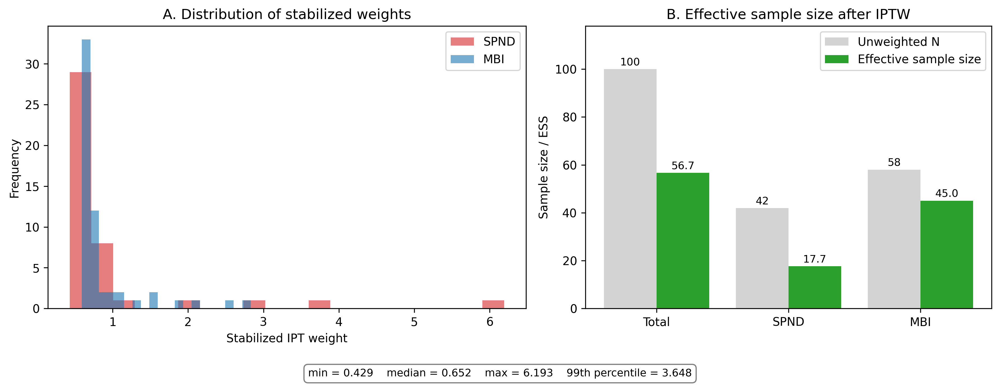 A. Distribution of stabilized weights
Frequency
30
25
20
15
10
5
0
1 2 3 4 5 6
Stabilized IPT weight
SPND
MBI
B. Effective sample size after IPTW
Sample size / ESS
100
80
60
40
20
0
Unweighted N
Effective sample size
100
56.7
42
17.7
58
45.0
Total SPND MBI
min = 0.429 median = 0.652 max = 6.193 99th percentile = 3.648